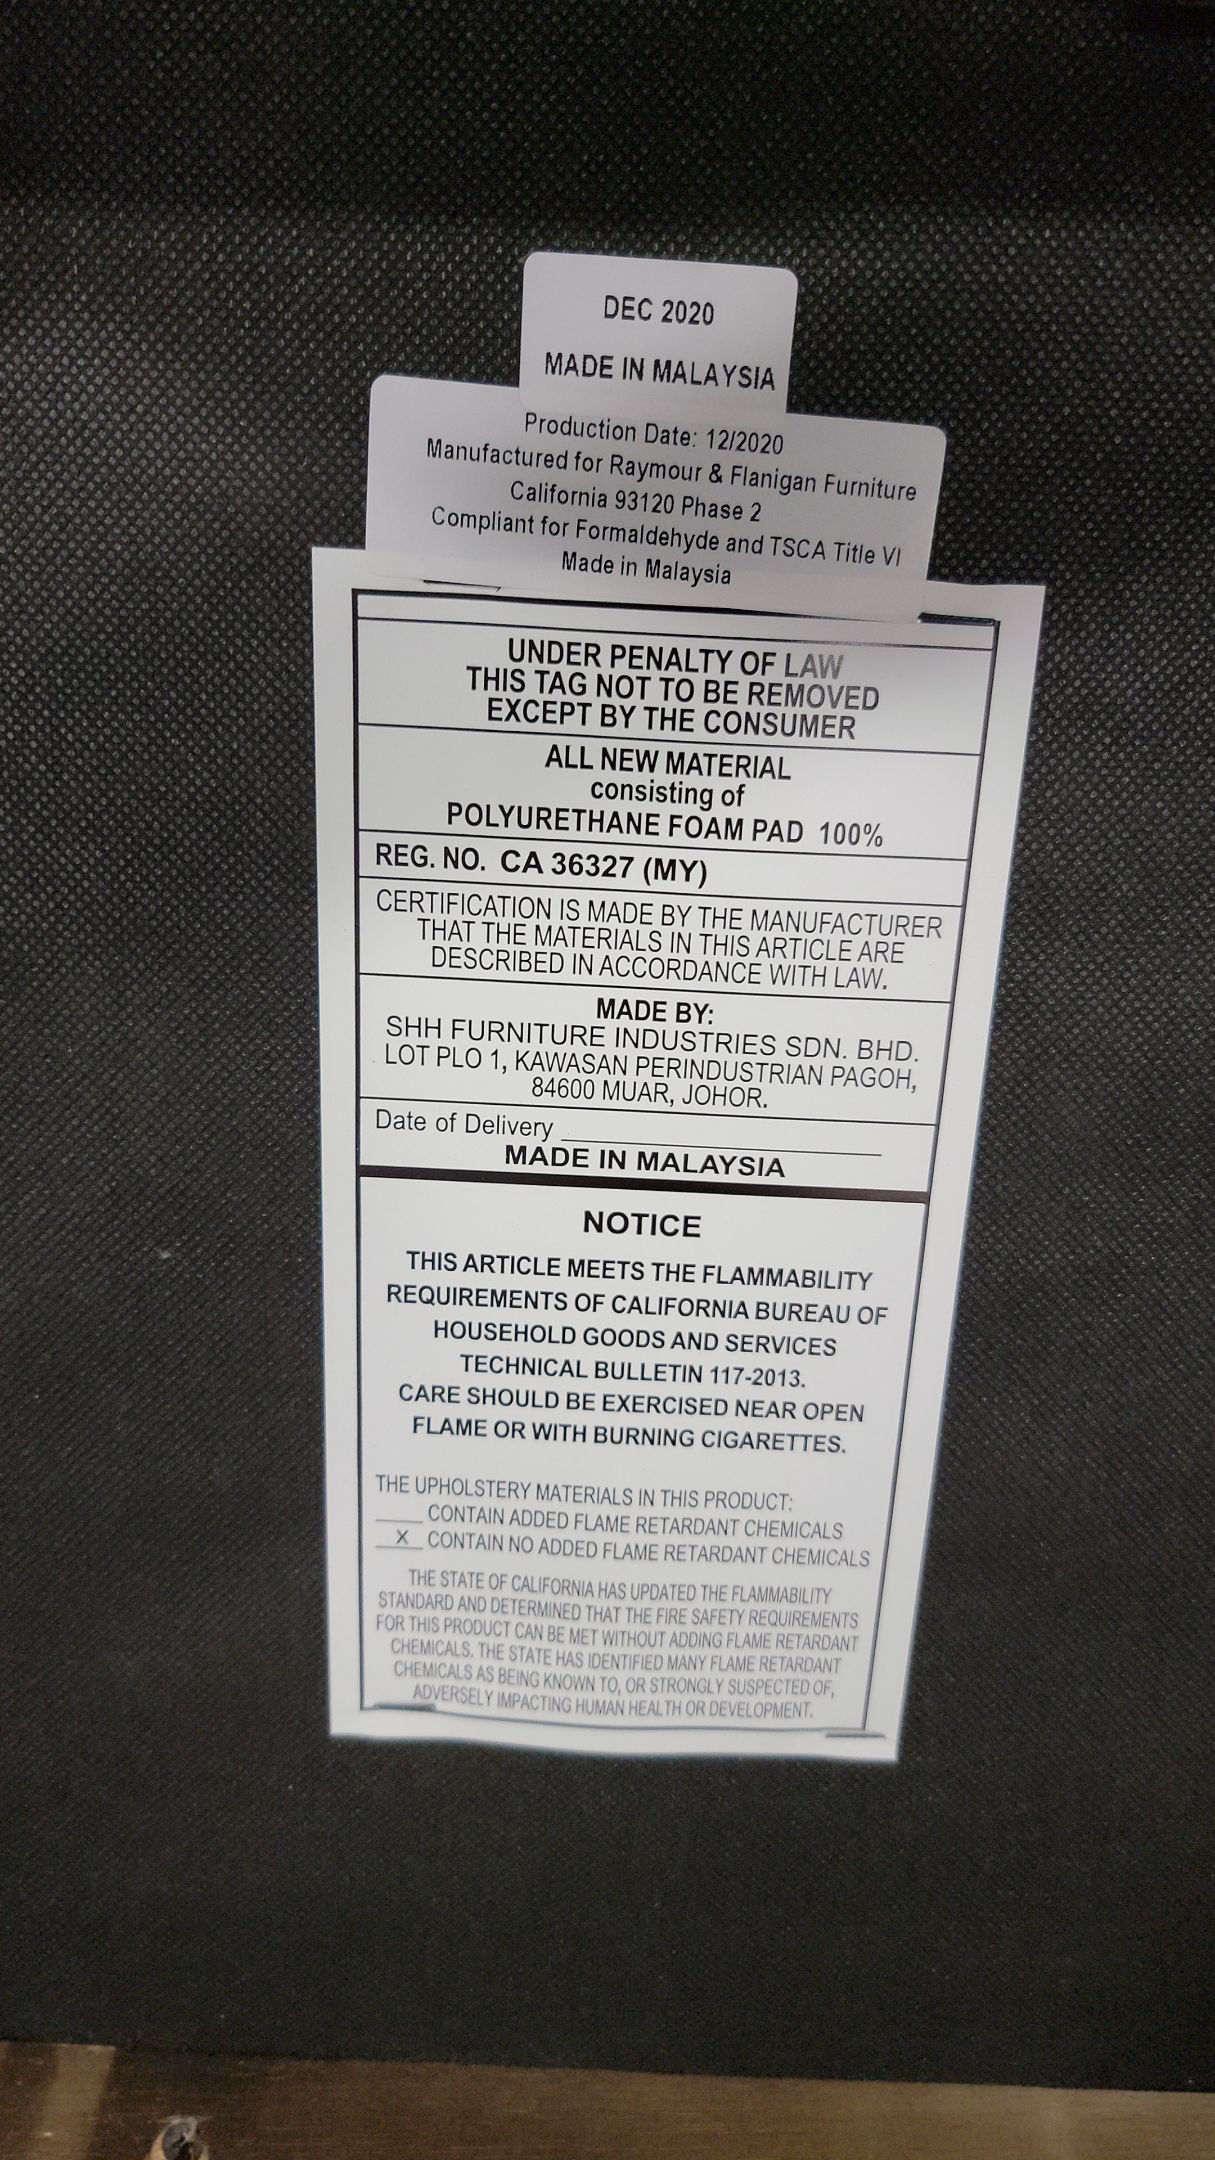 DEC 2020
MADE IN MALAYSIA
Production Date: 12/2020
Manufactured for Raymour & Flanigan Furniture
California 93120 Phase 2
Compliant for Formaldehyde and TSCA Title VI
Made in Malaysia
UNDER PENALTY OF LAW
THIS TAG NOT TO BE REMOVED
EXCEPT BY THE CONSUMER
ALL NEW MATERIAL
consisting of
POLYURETHANE FOAM PAD 100%
REG. NO. CA 36327 (MY)
CERTIFICATION IS MADE BY THE MANUFACTURER
THAT THE MATERIALS IN THIS ARTICLE ARE
DESCRIBED IN ACCORDANCE WITH LAW.
MADE BY:
SHH FURNITURE INDUSTRIES SDN. BHD.
LOT PLO 1, KAWASAN PERINDUSTRIAN PAGOH,
84600 MUAR, JOHOR.
Date of Delivery ____
MADE IN MALAYSIA
NOTICE
THIS ARTICLE MEETS THE FLAMMABILITY
REQUIREMENTS OF CALIFORNIA BUREAU OF
HOUSEHOLD GOODS AND SERVICES
TECHNICAL BULLETIN 117-2013.
CARE SHOULD BE EXERCISED NEAR OPEN
FLAME OR WITH BURNING CIGARETTES.
THE UPHOLSTERY MATERIALS IN THIS PRODUCT:
____ CONTAIN ADDED FLAME RETARDANT CHEMICALS
__X__ CONTAIN NO ADDED FLAME RETARDANT CHEMICALS
THE STATE OF CALIFORNIA HAS UPDATED THE FLAMMABILITY
STANDARD AND DETERMINED THAT THE FIRE SAFETY REQUIREMENTS
FOR THIS PRODUCT CAN BE MET WITHOUT ADDING FLAME RETARDANT
CHEMICALS. THE STATE HAS IDENTIFIED MANY FLAME RETARDANT
CHEMICALS AS BEING KNOWN TO, OR STRONGLY SUSPECTED OF,
ADVERSELY IMPACTING HUMAN HEALTH OR DEVELOPMENT.